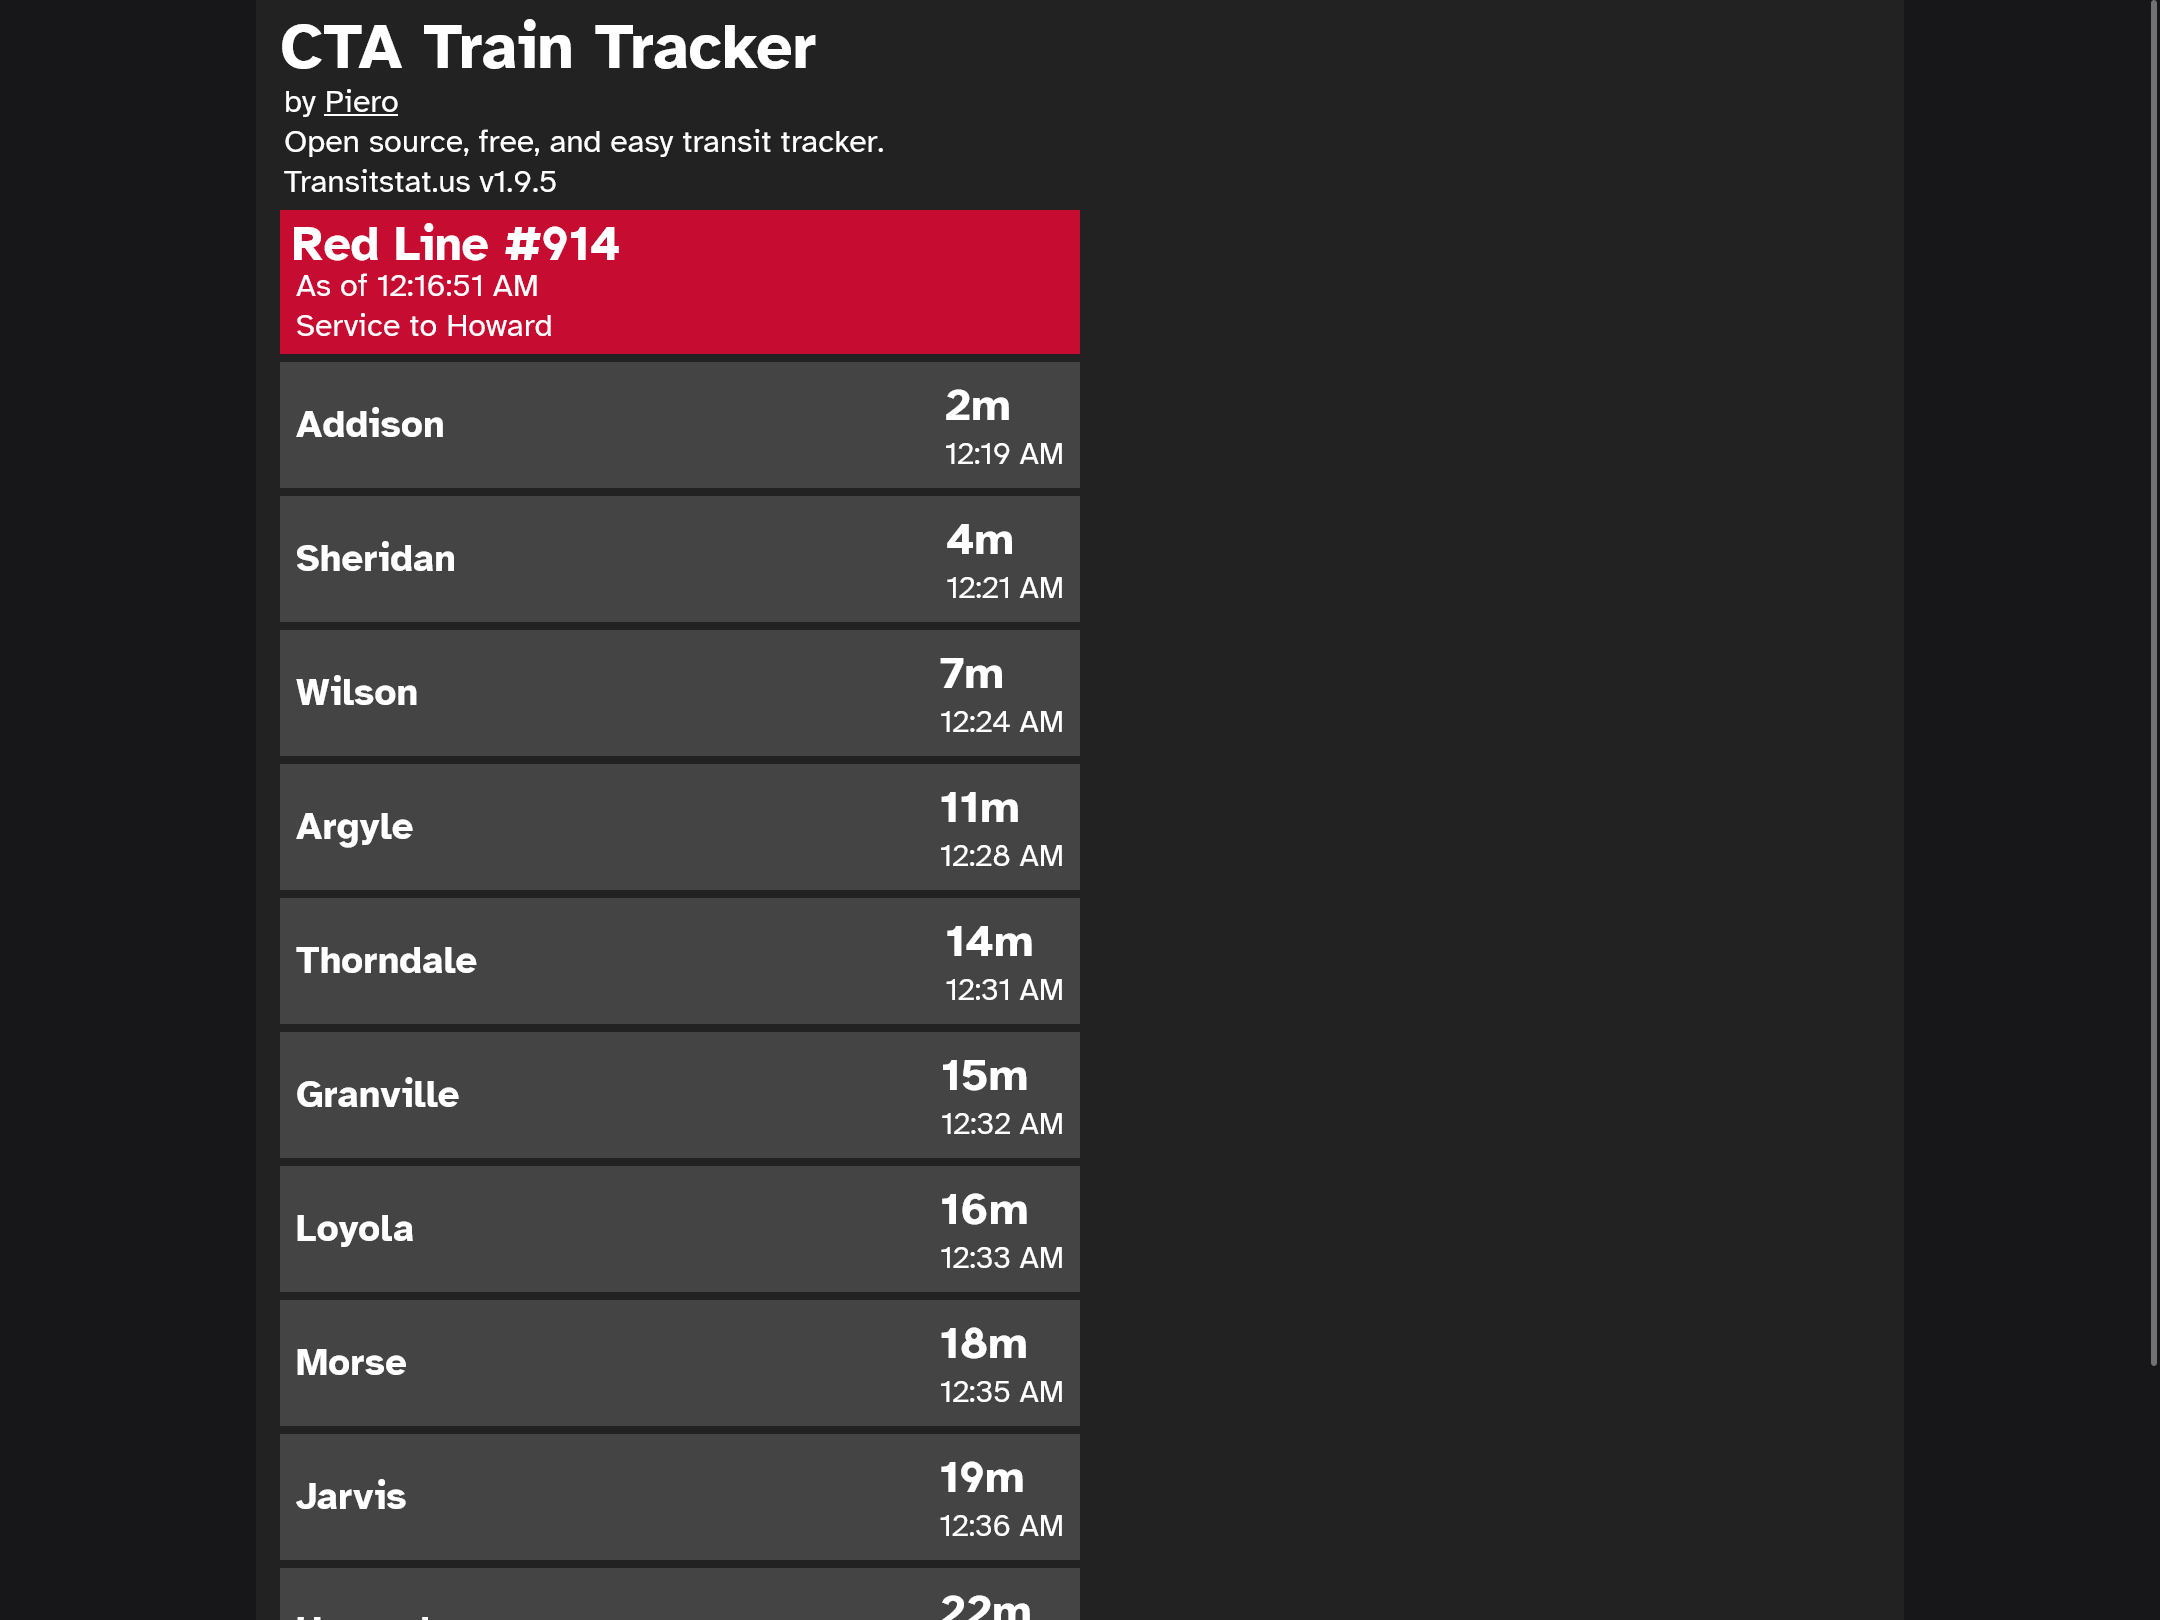 CTA Train Tracker
by Piero
Open source, free, and easy transit tracker.
Transitstat.us v1.9.5
Red Line #914
As of 12:16:51 AM
Service to Howard
Addison
2m
12:19 AM
Sheridan
4m
12:21 AM
Wilson
7m
12:24 AM
Argyle
11m
12:28 AM
Thorndale
14m
12:31 AM
Granville
15m
12:32 AM
Loyola
16m
12:33 AM
Morse
18m
12:35 AM
Jarvis
19m
12:36 AM
22m